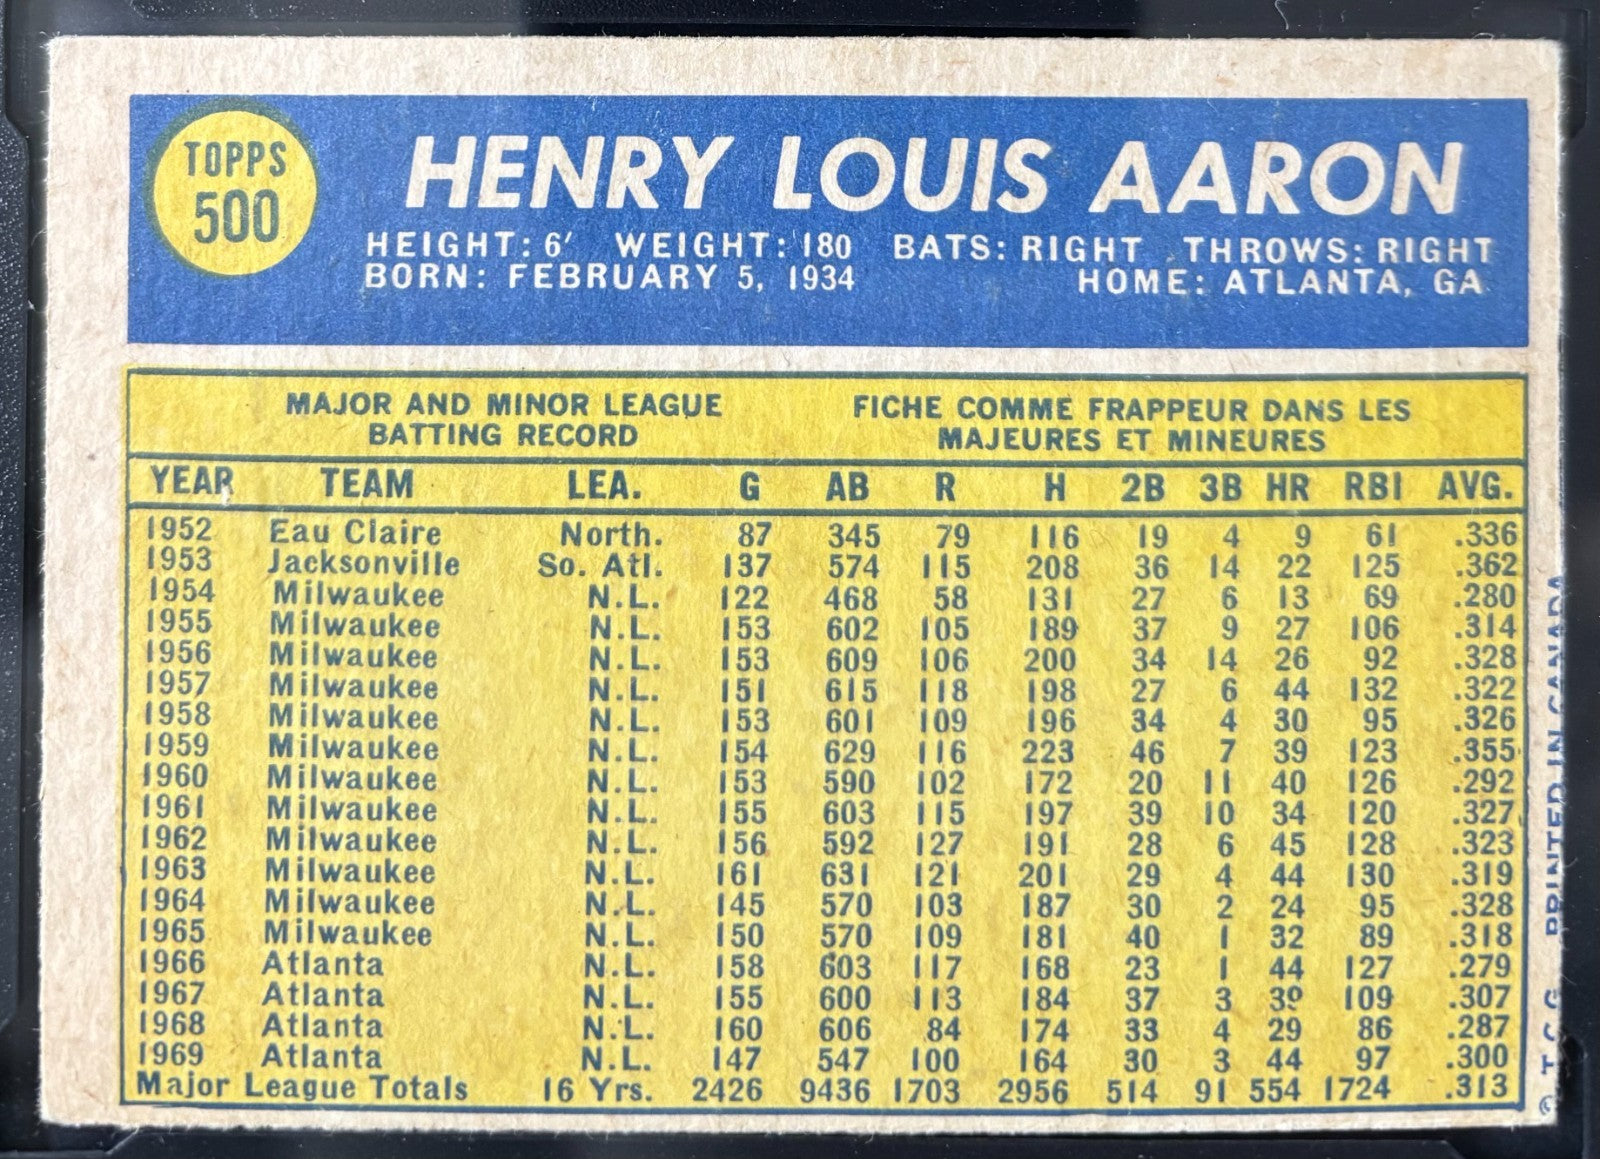 TOPPS
500
HENRY LOUIS AARON
HEIGHT: 6′ WEIGHT: 180 BATS: RIGHT THROWS: RIGHT
BORN: FEBRUARY 5, 1934 HOME: ATLANTA, GA
MAJOR AND MINOR LEAGUE
BATTING RECORD
FICHE COMME FRAPPEUR DANS LES
MAJEURES ET MINEURES
YEAR TEAM LEA. G AB R H 2B 3B HR RBI AVG.
1952 Eau Claire North. 87 345 79 116 19 4 9 61 .336
1953 Jacksonville So. Atl. 137 574 115 208 36 14 22 125 .362
1954 Milwaukee N.L. 122 468 58 131 27 6 13 69 .280
1955 Milwaukee N.L. 153 602 105 189 37 9 27 106 .314
1956 Milwaukee N.L. 153 609 106 200 34 14 26 92 .328
1957 Milwaukee N.L. 151 615 118 198 27 6 44 132 .322
1958 Milwaukee N.L. 153 601 109 196 34 4 30 95 .326
1959 Milwaukee N.L. 154 629 116 223 46 7 39 123 .355
1960 Milwaukee N.L. 153 590 102 172 20 11 40 126 .292
1961 Milwaukee N.L. 155 603 115 197 39 10 34 120 .327
1962 Milwaukee N.L. 156 592 127 191 28 6 45 128 .323
1963 Milwaukee N.L. 161 631 121 201 29 4 44 130 .319
1964 Milwaukee N.L. 145 570 103 187 30 2 24 95 .328
1965 Milwaukee N.L. 150 570 109 181 40 1 32 89 .318
1966 Atlanta N.L. 158 603 117 168 23 1 44 127 .279
1967 Atlanta N.L. 155 600 113 184 37 3 39 109 .307
1968 Atlanta N.L. 160 606 84 174 33 4 29 86 .287
1969 Atlanta N.L. 147 547 100 164 30 3 44 97 .300
Major League Totals 16 Yrs. 2426 9436 1703 2956 514 91 554 1724 .313
© T.C.G. PRINTED IN CANADA